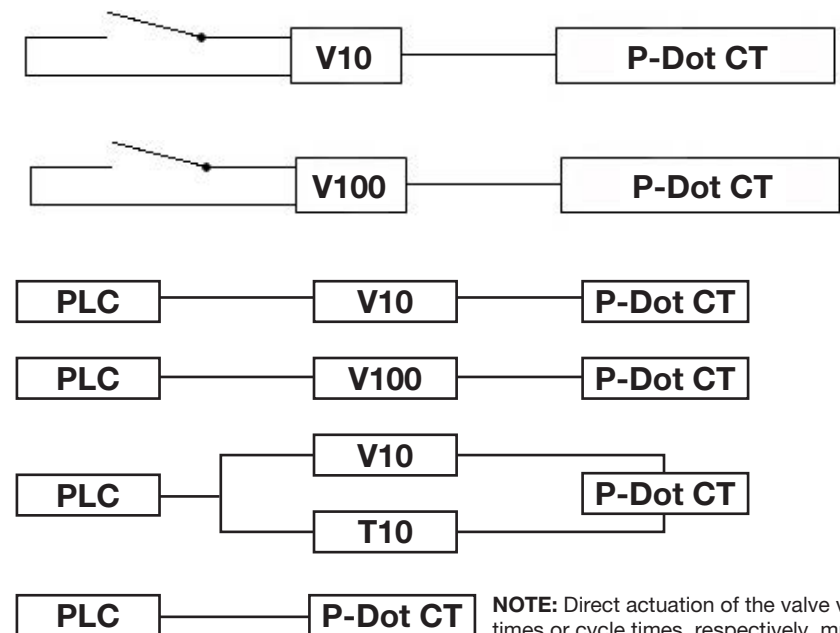 V10 P-Dot CT
V100 P-Dot CT
PLC V10 P-Dot CT
PLC V100 P-Dot CT
V10
PLC P-Dot CT
T10
PLC P-Dot CT NOTE: Direct actuation of the valve
times or cycle times, respectively,